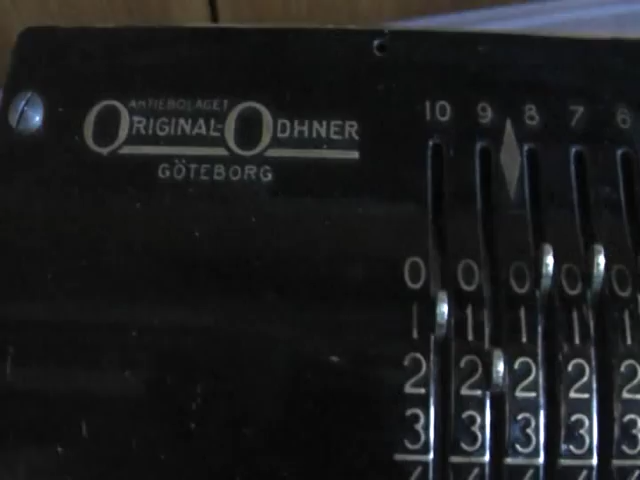 AKTIEBOLAGET
ORIGINAL-ODHNER
GÖTEBORG
10 9 8 7 6
0 0 0 0 0
1 1 1 1 1
2 2 2 2 2
3 3 3 3 3